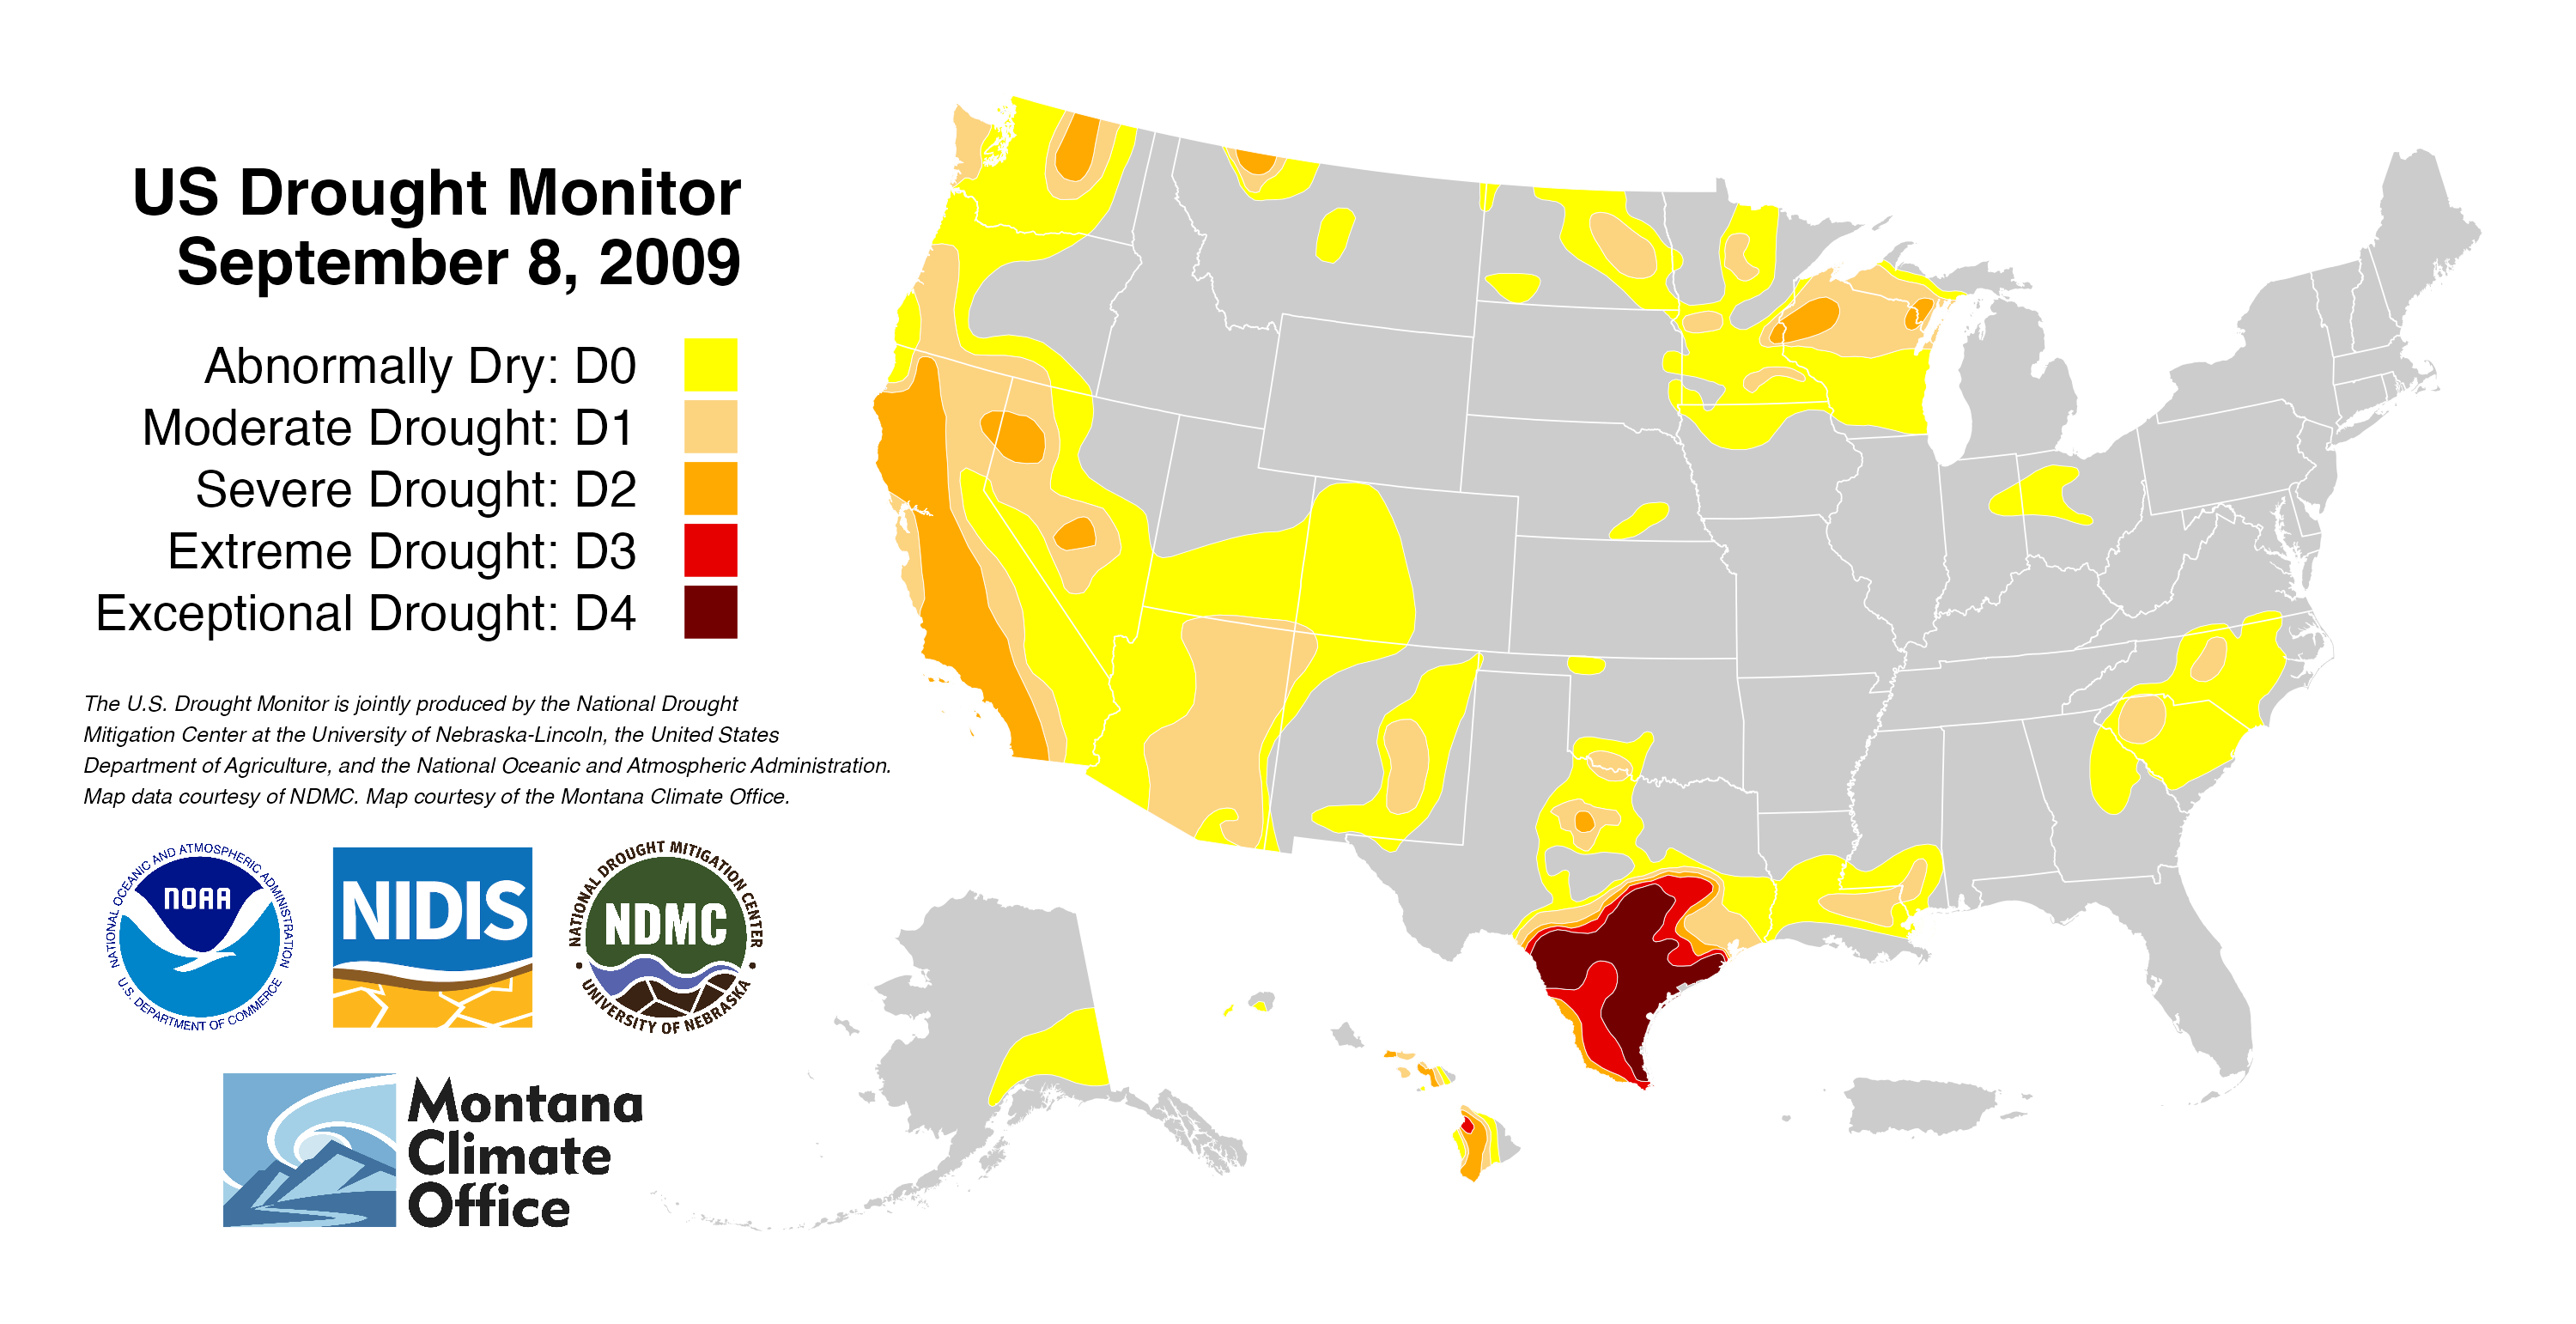 US Drought Monitor
September 8, 2009
Abnormally Dry: D0
Moderate Drought: D1
Severe Drought: D2
Extreme Drought: D3
Exceptional Drought: D4
The U.S. Drought Monitor is jointly produced by the National Drought
Mitigation Center at the University of Nebraska-Lincoln, the United States
Department of Agriculture, and the National Oceanic and Atmospheric Administration.
Map data courtesy of NDMC. Map courtesy of the Montana Climate Office.
NATIONAL OCEANIC AND ATMOSPHERIC ADMINISTRATION
NOAA
U.S. DEPARTMENT OF COMMERCE
NIDIS
NATIONAL DROUGHT MITIGATION CENTER
NDMC
UNIVERSITY OF NEBRASKA
Montana
Climate
Office